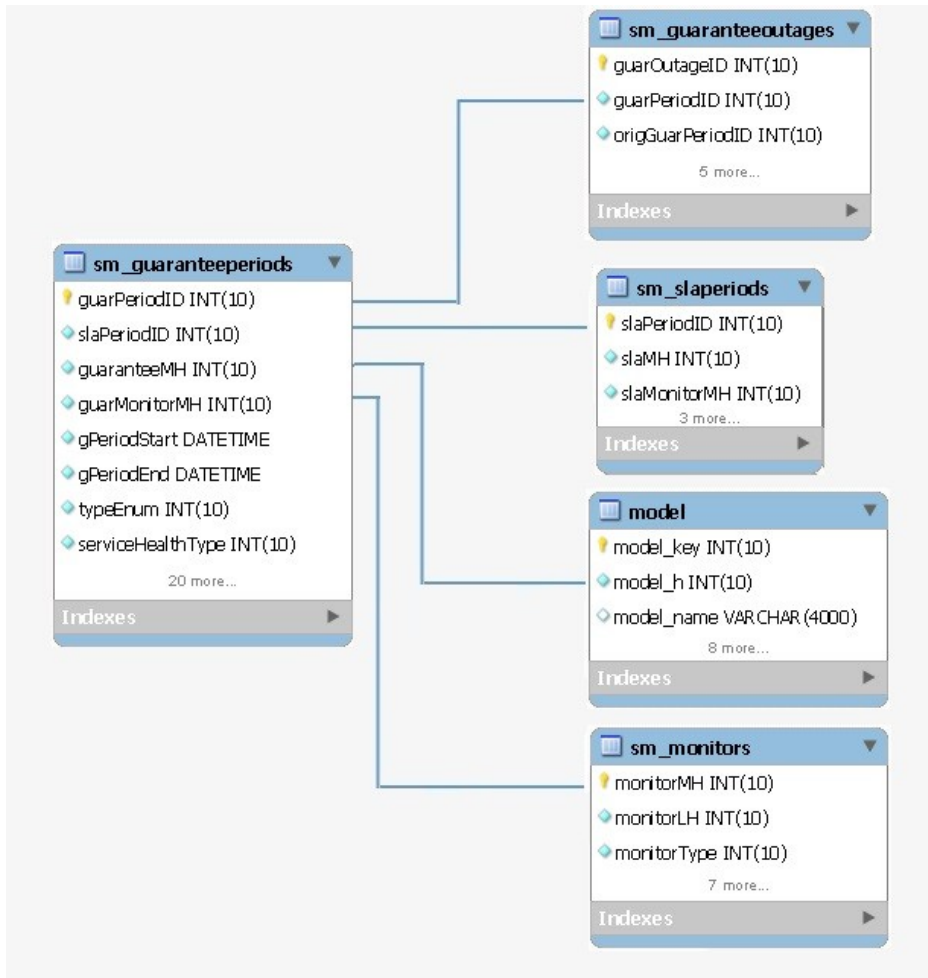 sm_guaranteeoutages
guarOutageID INT(10)
guarPeriodID INT(10)
origGuarPeriodID INT(10)
5 more...
Indexes
sm_guaranteeperiods
guarPeriodID INT(10)
slaPeriodID INT(10)
guaranteeMH INT(10)
guarMonitorMH INT(10)
gPeriodStart DATETIME
gPeriodEnd DATETIME
typeEnum INT(10)
serviceHealthType INT(10)
20 more...
Indexes
sm_slaperiods
slaPeriodID INT(10)
slaMH INT(10)
slaMonitorMH INT(10)
3 more...
Indexes
model
model_key INT(10)
model_h INT(10)
model_name VARCHAR(4000)
8 more...
Indexes
sm_monitors
monitorMH INT(10)
monitorLH INT(10)
monitorType INT(10)
7 more...
Indexes